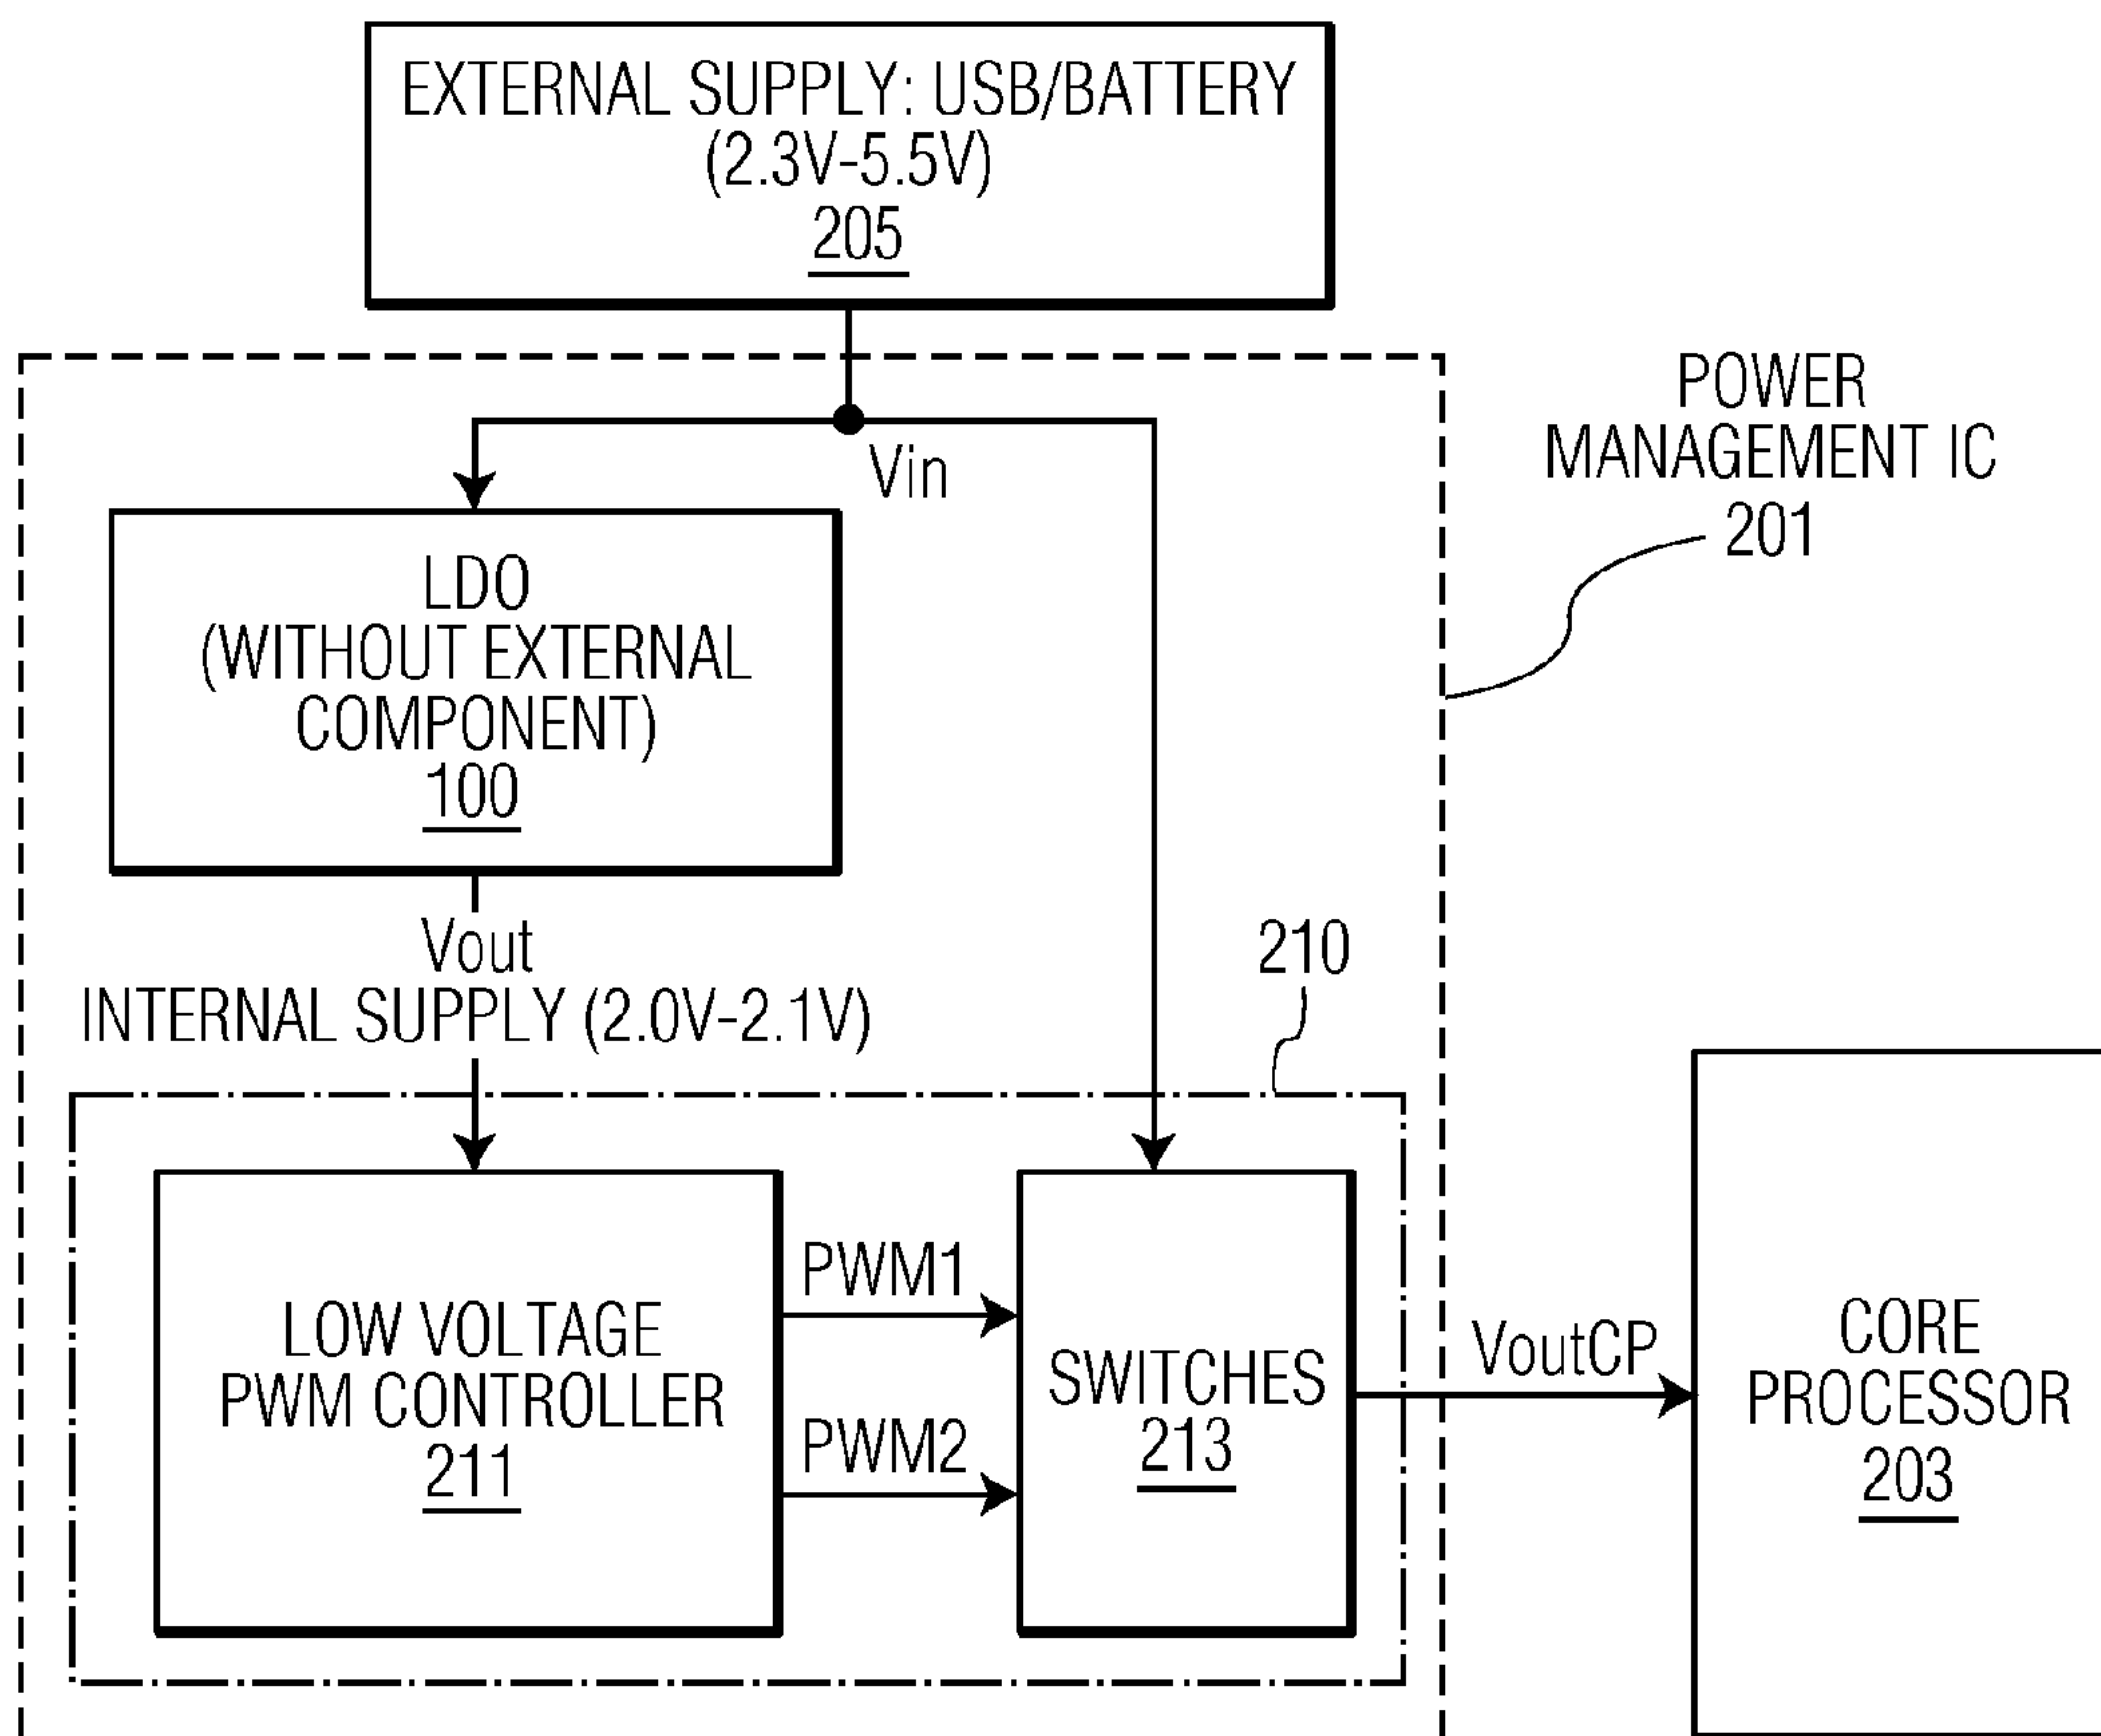 EXTERNAL SUPPLY: USB/BATTERY
(2.3V-5.5V)
205
POWER
MANAGEMENT IC
201
Vin
LDO
(WITHOUT EXTERNAL
COMPONENT)
100
Vout
INTERNAL SUPPLY (2.0V-2.1V)
210
LOW VOLTAGE
PWM CONTROLLER
211
PWM1
PWM2
SWITCHES
213
VoutCP
CORE
PROCESSOR
203